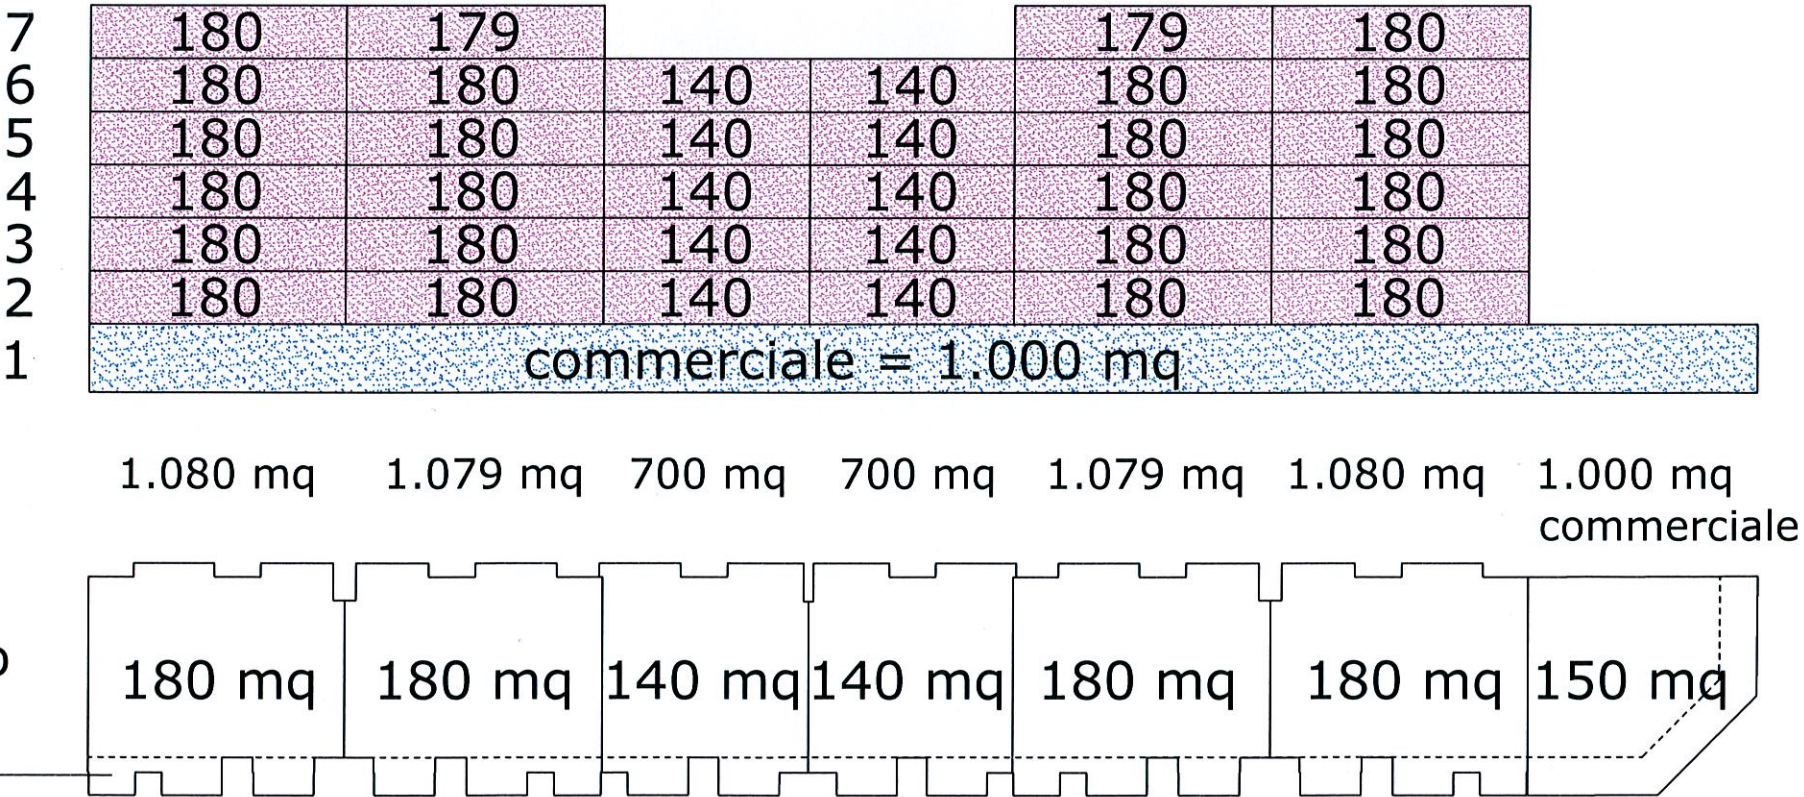 7 180 179 179 180
6 180 180 140 140 180 180
5 180 180 140 140 180 180
4 180 180 140 140 180 180
3 180 180 140 140 180 180
2 180 180 140 140 180 180
1 commerciale = 1.000 mq
1.080 mq 1.079 mq 700 mq 700 mq 1.079 mq 1.080 mq 1.000 mq
commerciale
180 mq 180 mq 140 mq 140 mq 180 mq 180 mq 150 mq